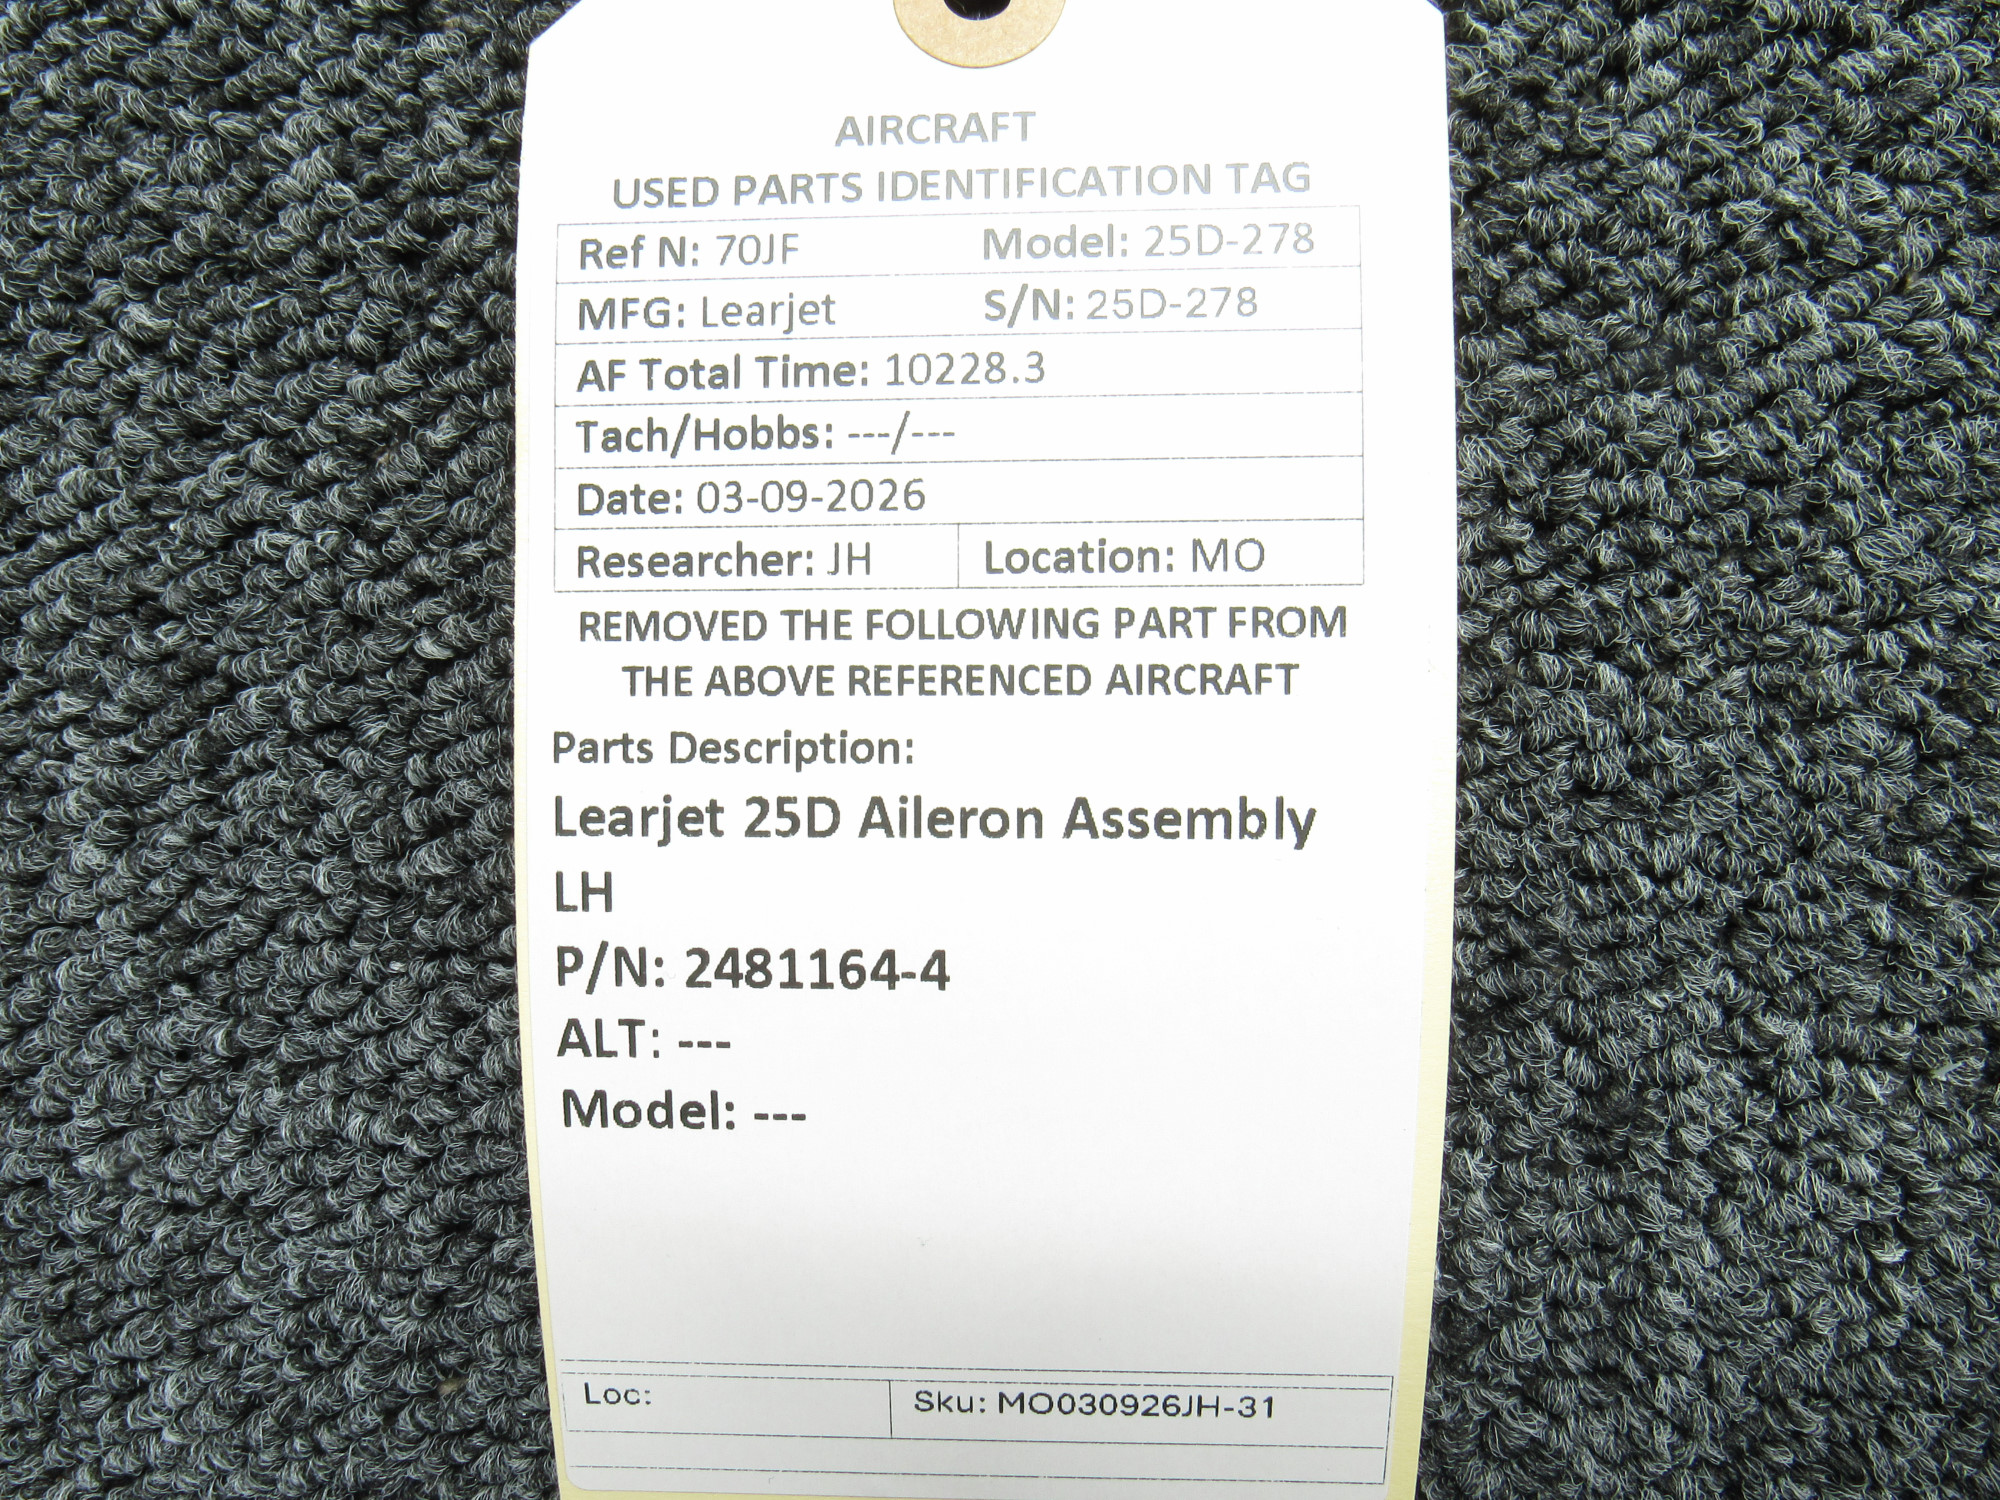 AIRCRAFT
USED PARTS IDENTIFICATION TAG
Ref N: 70JF Model: 25D-278
MFG: Learjet S/N: 25D-278
AF Total Time: 10228.3
Tach/Hobbs: ---/---
Date: 03-09-2026
Researcher: JH Location: MO
REMOVED THE FOLLOWING PART FROM
THE ABOVE REFERENCED AIRCRAFT
Parts Description:
Learjet 25D Aileron Assembly
LH
P/N: 2481164-4
ALT: ---
Model: ---
Loc: Sku: MO030926JH-31